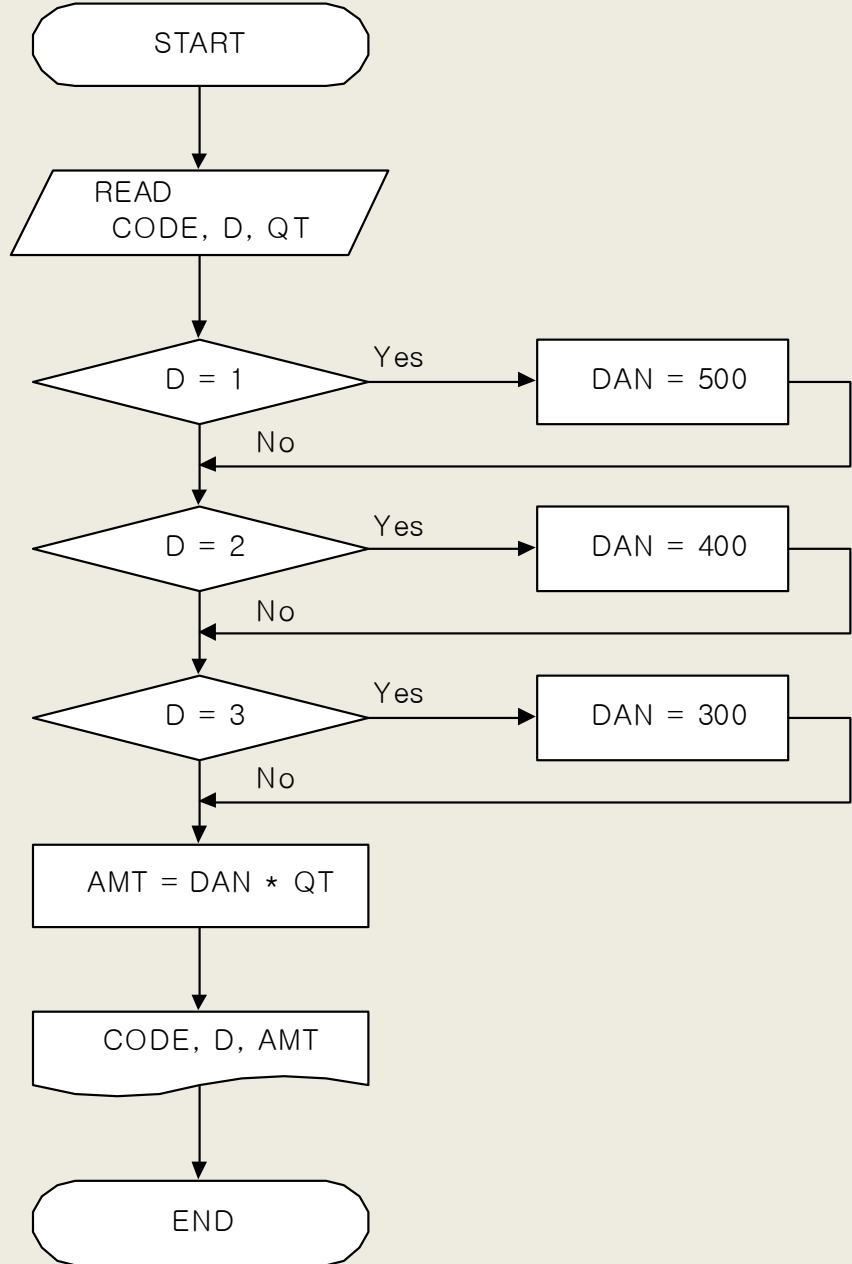 START
READ
CODE, D, QT
D = 1
Yes
DAN = 500
No
D = 2
Yes
DAN = 400
No
D = 3
Yes
DAN = 300
No
AMT = DAN * QT
CODE, D, AMT
END